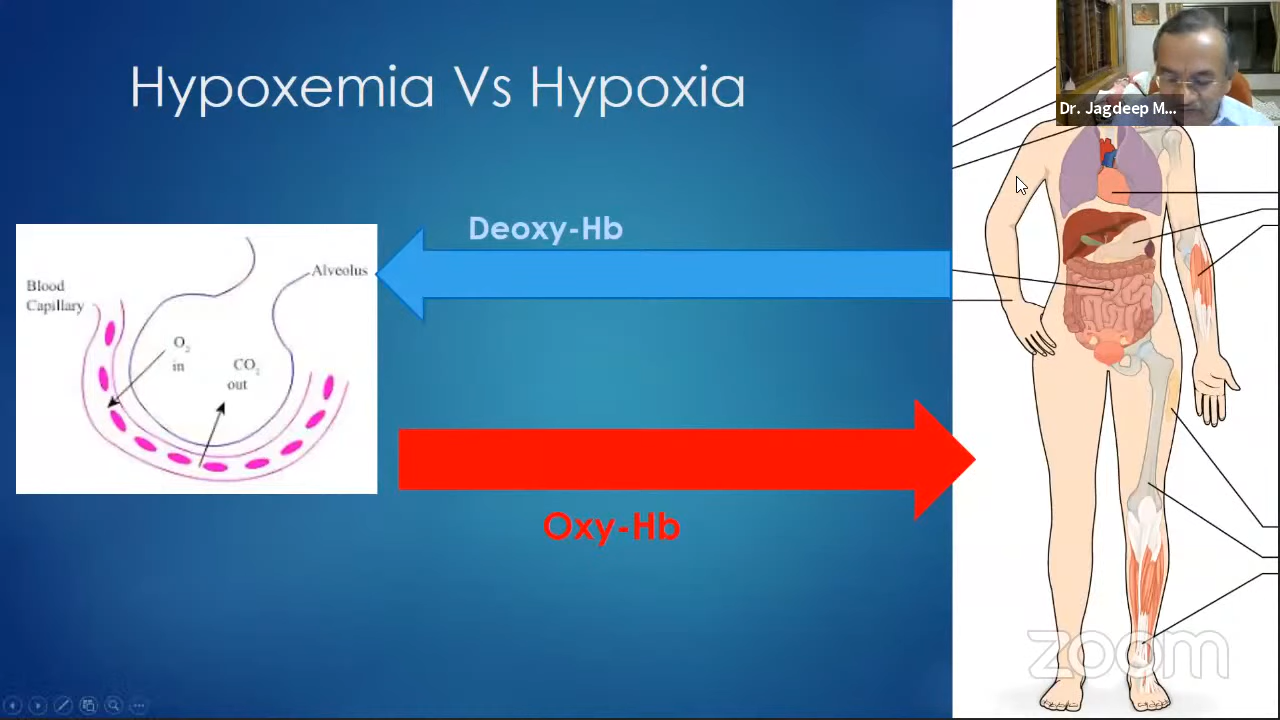 Hypoxemia Vs Hypoxia
Dr. Jagdeep M...
Deoxy-Hb
Alveolus
Blood
Capillary
O₂
in
CO₂
out
Oxy-Hb
zoom